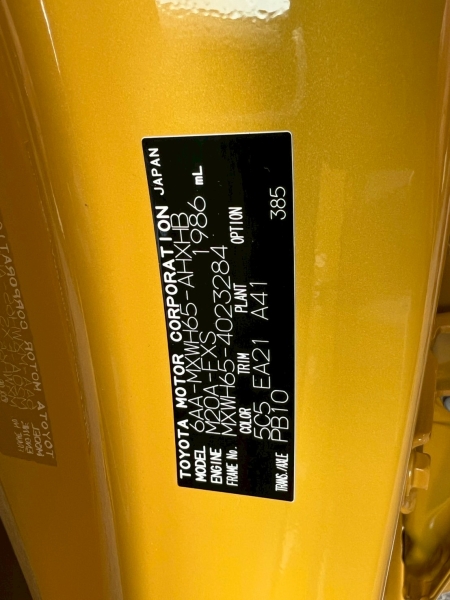 TOYOTA MOTOR CORPORATION JAPAN
MODEL 6AA-MXWH65-AHXHB
ENGINE M20A-FXS 1986 mL
FRAME No. MXWH65-4023284
COLOR TRIM PLANT OPTION
5C5 EA21 A41
TRANS./AXLE PB10 385